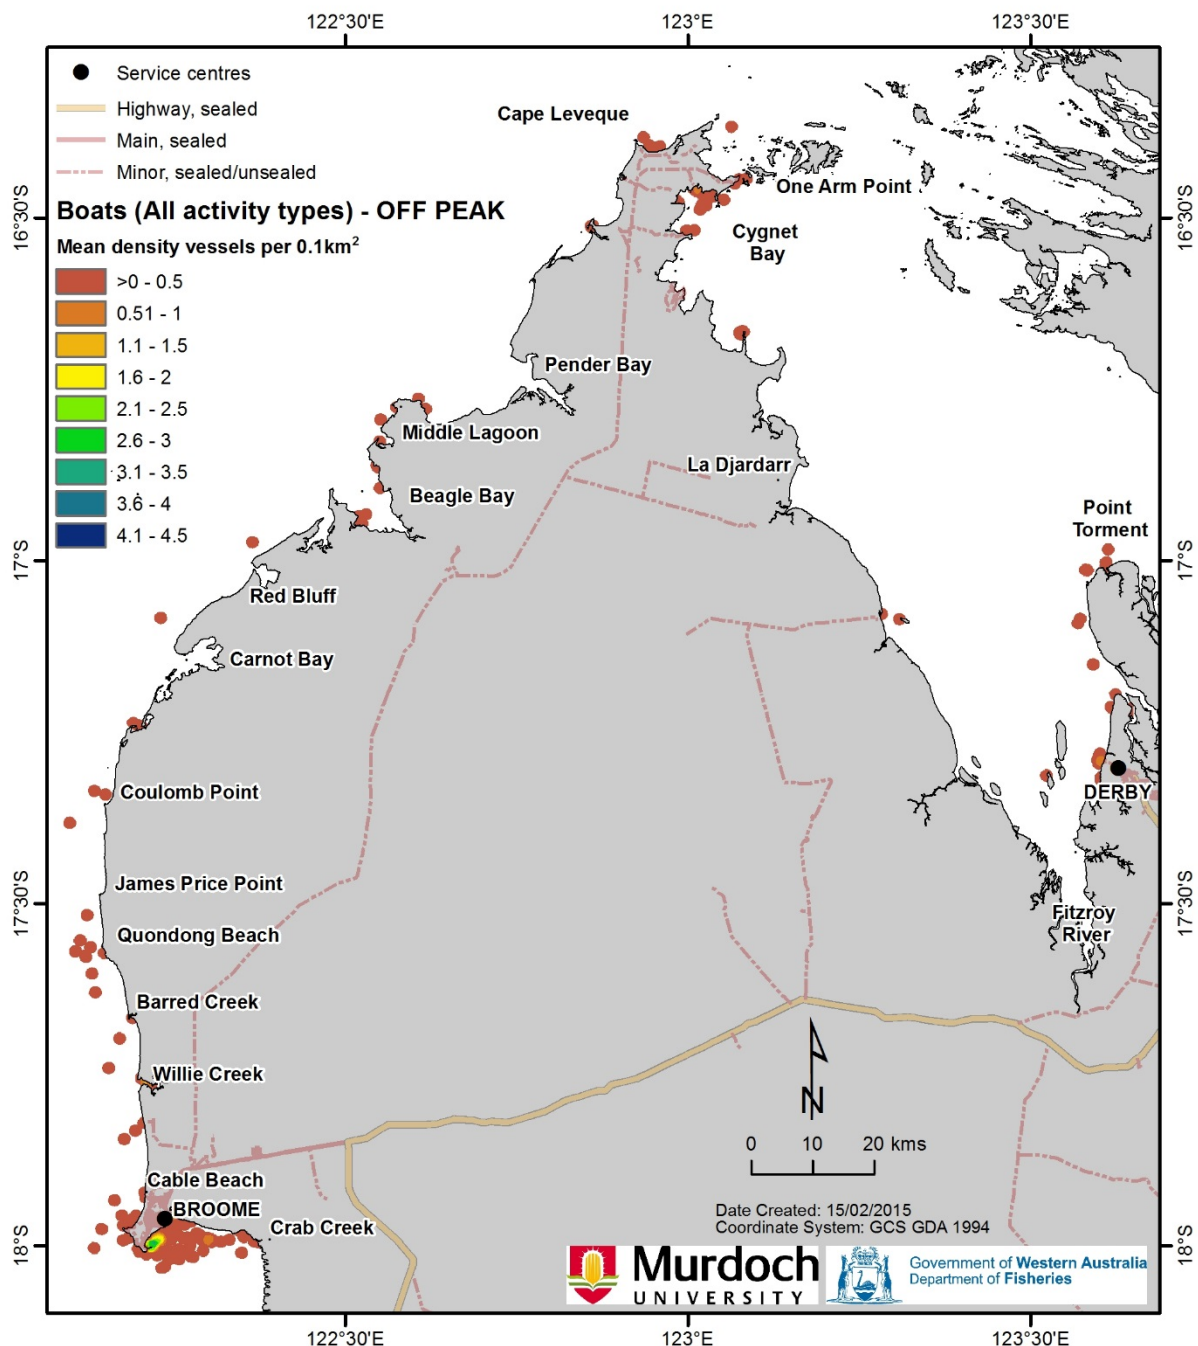 122°30'E
123°E
123°30'E
Service centres
Highway, sealed
Main, sealed
Minor, sealed/unsealed
Boats (All activity types) - OFF PEAK
Mean density vessels per 0.1km²
>0 - 0.5
0.51 - 1
1.1 - 1.5
1.6 - 2
2.1 - 2.5
2.6 - 3
3.1 - 3.5
3.6 - 4
4.1 - 4.5
Cape Leveque
One Arm Point
Cygnet
Bay
Pender Bay
Middle Lagoon
La Djardarr
Beagle Bay
Point
Torment
Red Bluff
Carnot Bay
Coulomb Point
DERBY
James Price Point
Quondong Beach
Fitzroy
River
Barred Creek
Willie Creek
Cable Beach
BROOME
Crab Creek
N
0 10 20 kms
Date Created: 15/02/2015
Coordinate System: GCS GDA 1994
Murdoch
UNIVERSITY
Government of Western Australia
Department of Fisheries
16°30'S
17°S
17°30'S
18°S
16°30'S
17°S
17°30'S
18°S
122°30'E
123°E
123°30'E